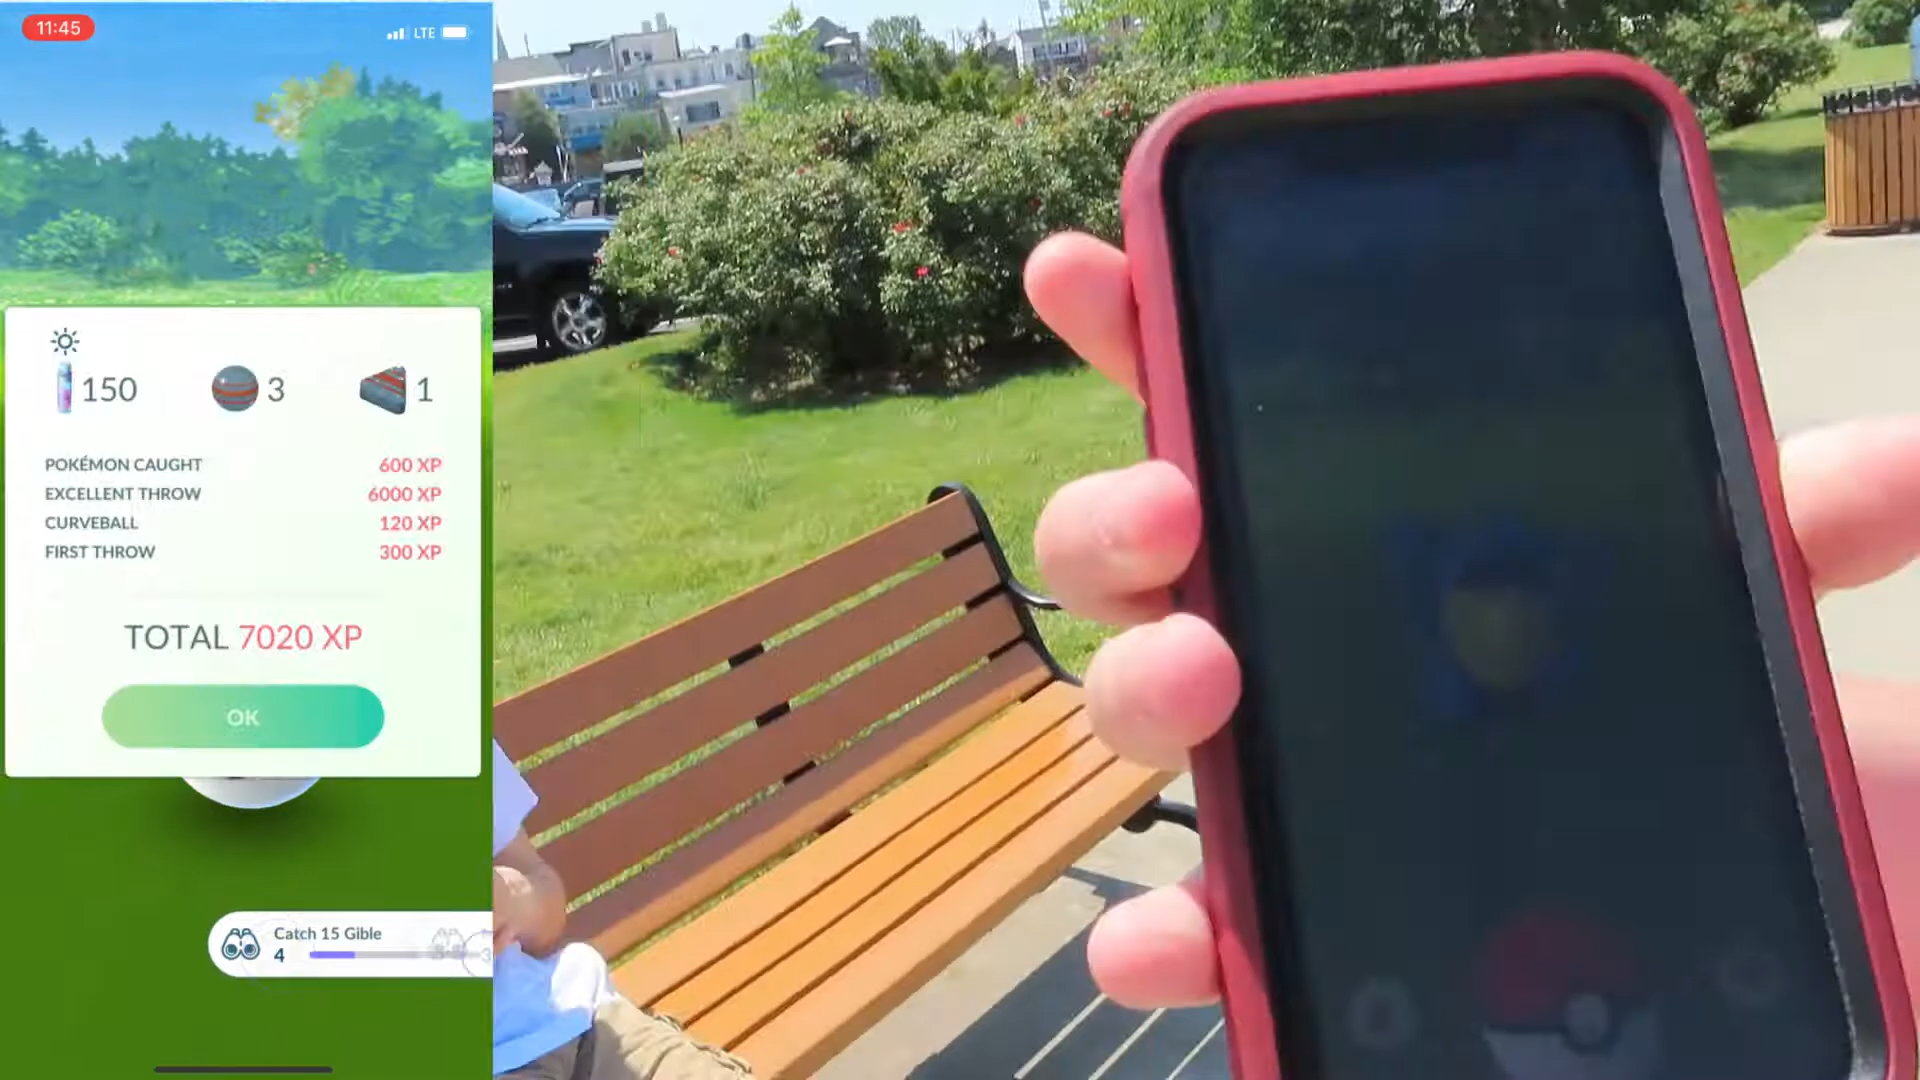 11:45
LTE
150 3 1
POKÉMON CAUGHT 600 XP
EXCELLENT THROW 6000 XP
CURVEBALL 120 XP
FIRST THROW 300 XP
TOTAL 7020 XP
OK
Catch 15 Gible
4